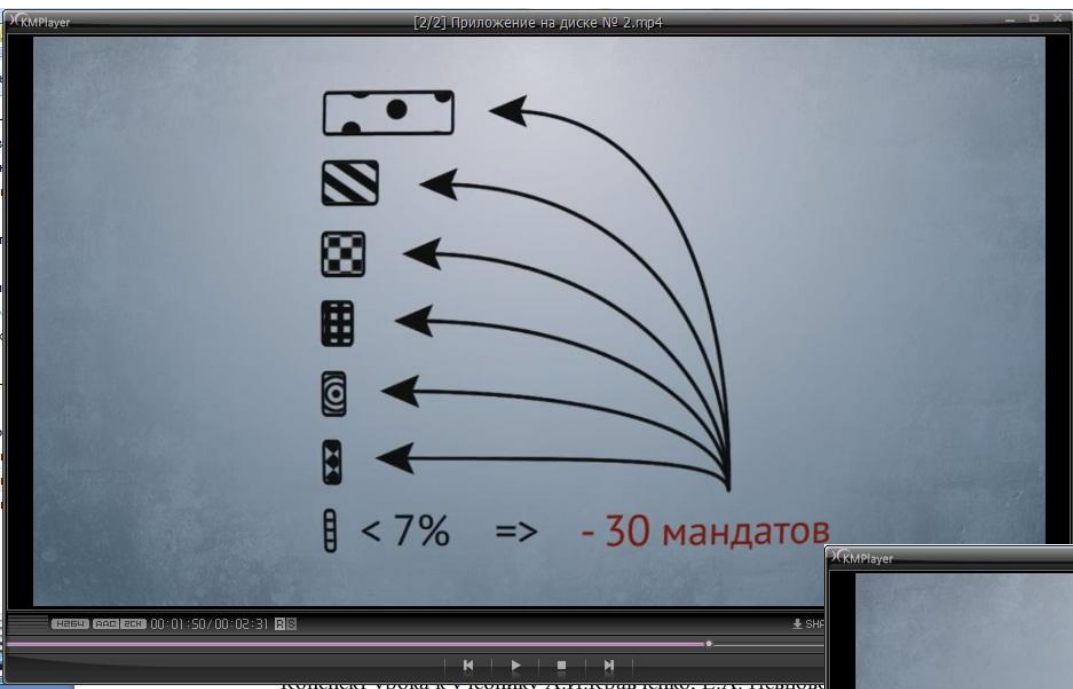 KMPlayer
[2/2] Приложение на диске № 2.mp4
< 7% => - 30 мандатов
KMPlayer
H264 AAC 2CH 00:01:50/00:02:31 R S